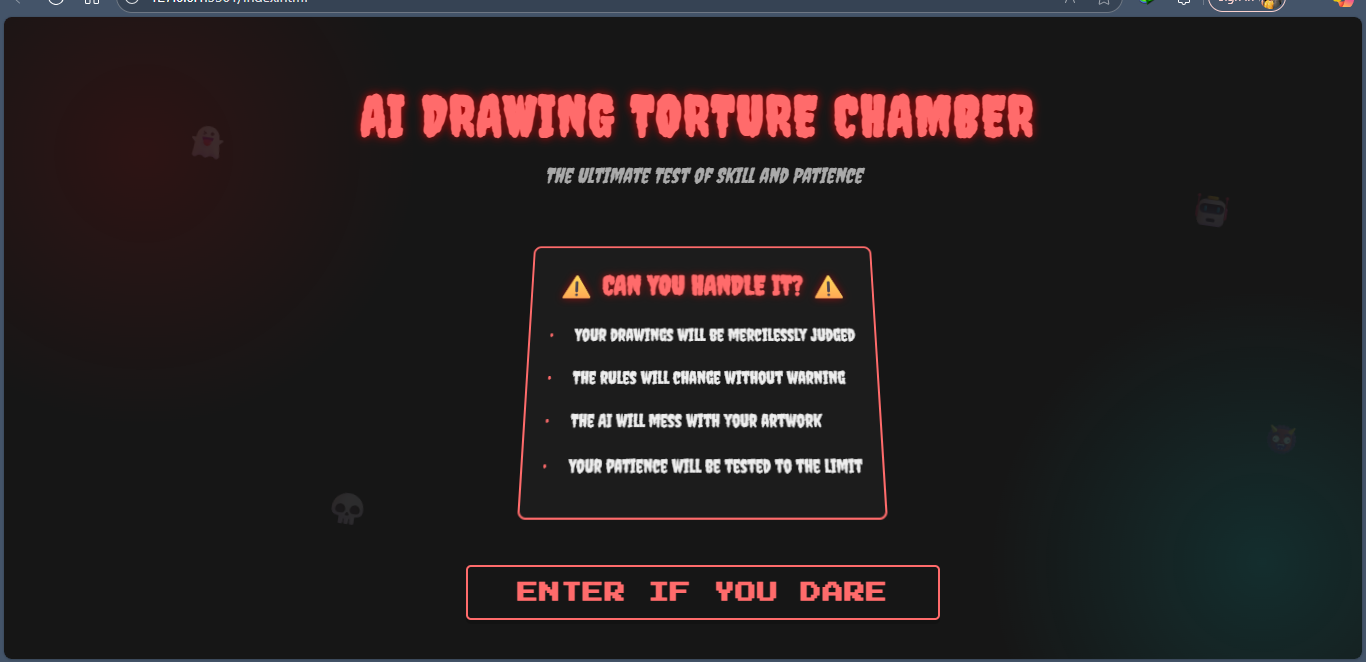 AI DRAWING TORTURE CHAMBER
THE ULTIMATE TEST OF SKILL AND PATIENCE
⚠️ CAN YOU HANDLE IT? ⚠️
• YOUR DRAWINGS WILL BE MERCILESSLY JUDGED
• THE RULES WILL CHANGE WITHOUT WARNING
• THE AI WILL MESS WITH YOUR ARTWORK
• YOUR PATIENCE WILL BE TESTED TO THE LIMIT
ENTER IF YOU DARE